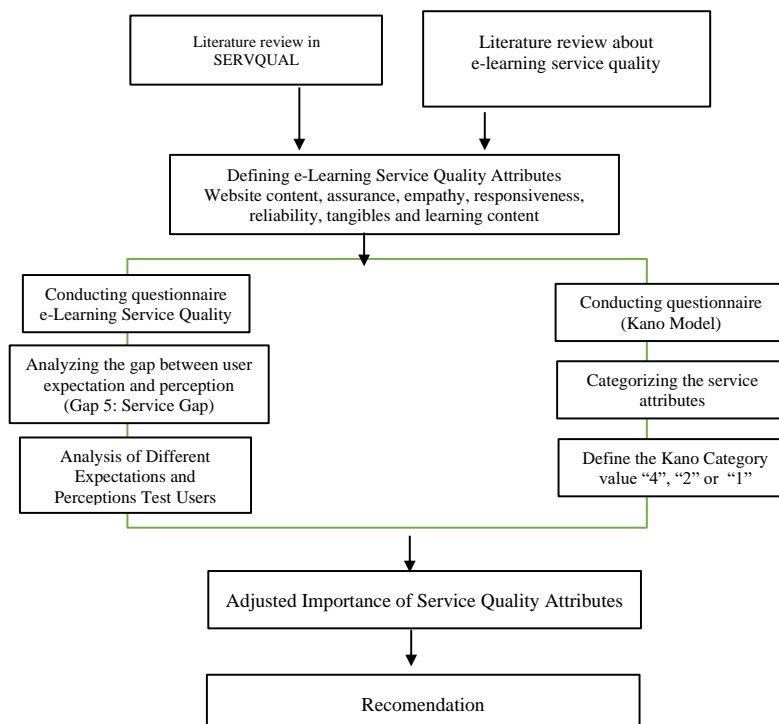 Literature review in
SERVQUAL
Literature review about
e-learning service quality
Defining e-Learning Service Quality Attributes
Website content, assurance, empathy, responsiveness,
reliability, tangibles and learning content
Conducting questionnaire
e-Learning Service Quality
Analyzing the gap between user
expectation and perception
(Gap 5: Service Gap)
Analysis of Different
Expectations and
Perceptions Test Users
Conducting questionnaire
(Kano Model)
Categorizing the service
attributes
Define the Kano Category
value “4”, “2” or “1”
Adjusted Importance of Service Quality Attributes
Recomendation